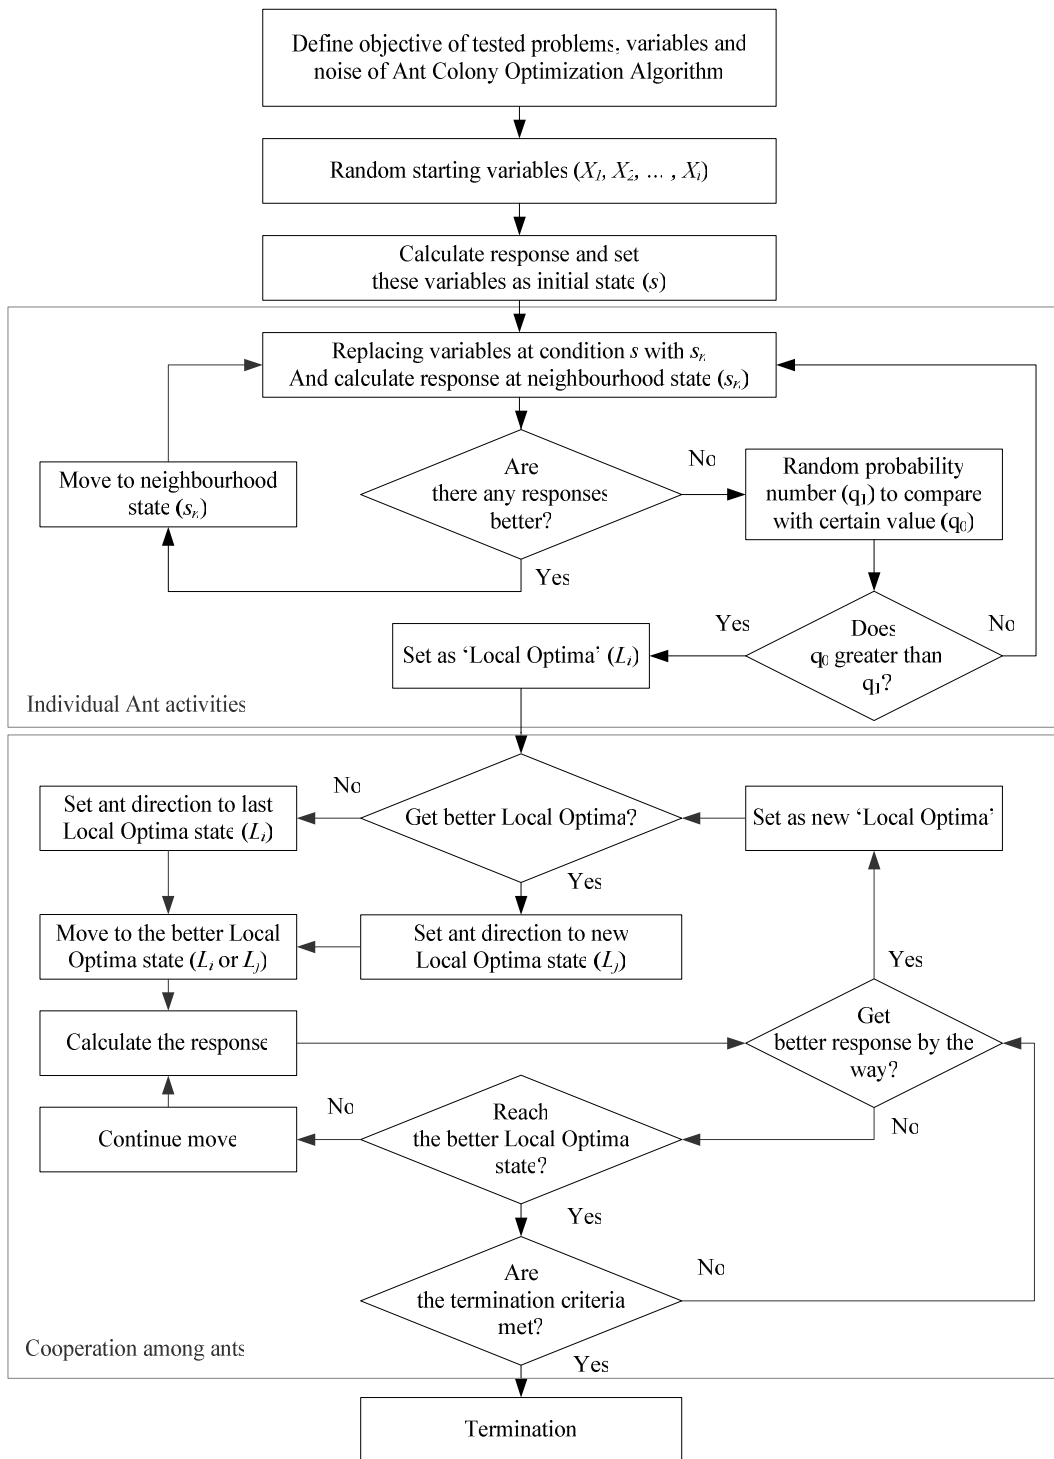 Define objective of tested problems, variables and
noise of Ant Colony Optimization Algorithm
Random starting variables (X1, X2, … , Xi)
Calculate response and set
these variables as initial state (s)
Replacing variables at condition s with sn
And calculate response at neighbourhood state (sn)
Are
there any responses
better?
No
Yes
Move to neighbourhood
state (sn)
Random probability
number (q1) to compare
with certain value (q0)
Does
q0 greater than
q1?
Yes
No
Set as ‘Local Optima’ (Li)
Individual Ant activities
Get better Local Optima?
No
Yes
Set ant direction to last
Local Optima state (Li)
Set as new ‘Local Optima’
Move to the better Local
Optima state (Li or Lj)
Set ant direction to new
Local Optima state (Lj)
Yes
Calculate the response
Get
better response by the
way?
No
Continue move
No
Reach
the better Local Optima
state?
Yes
Are
the termination criteria
met?
No
Yes
Cooperation among ants
Termination